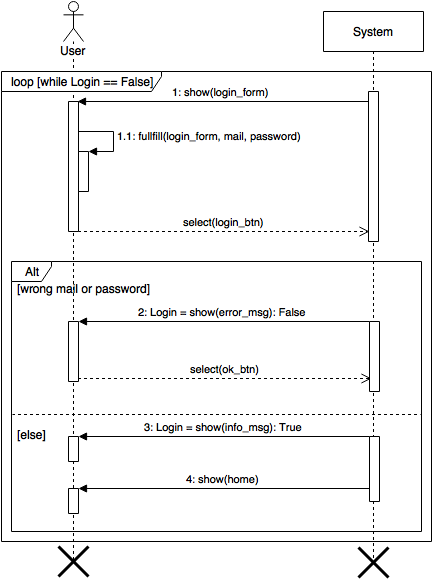 User
System
loop [while Login == False]
1: show(login_form)
1.1: fullfill(login_form, mail, password)
select(login_btn)
Alt
[wrong mail or password]
2: Login = show(error_msg): False
select(ok_btn)
[else]
3: Login = show(info_msg): True
4: show(home)